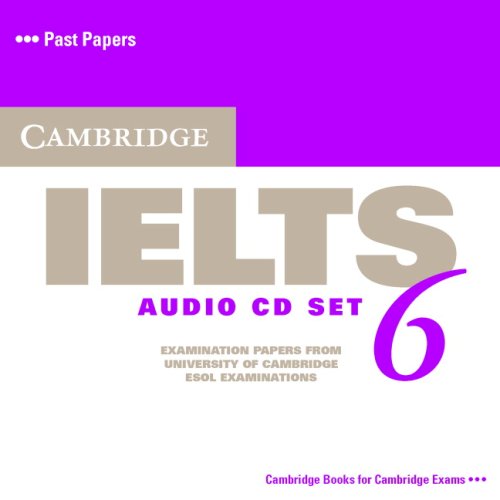 ••• Past Papers
CAMBRIDGE
IELTS
AUDIO CD SET 6
EXAMINATION PAPERS FROM
UNIVERSITY OF CAMBRIDGE
ESOL EXAMINATIONS
Cambridge Books for Cambridge Exams •••